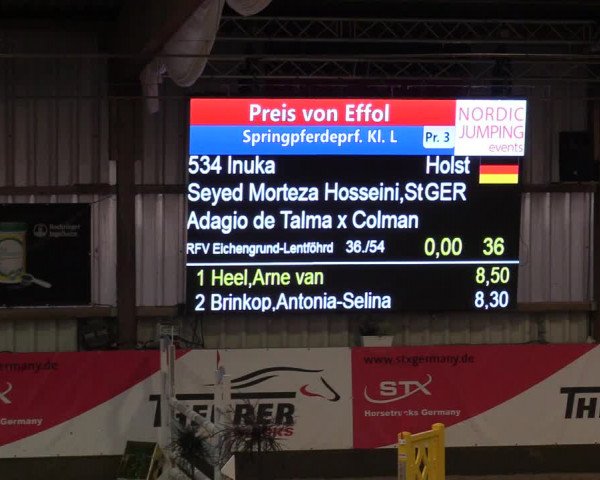 Preis von Effol
NORDIC
JUMPING
events
Springpferdeprf. Kl. L
Pr. 3
534 Inuka Holst
Seyed Morteza Hosseini,St GER
Adagio de Talma x Colman
RFV Eichengrund-Lentföhrd 36./54 0,00 36
1 Heel,Arne van 8,50
2 Brinkop,Antonia-Selina 8,30
www.stxgermany.de
STX
Horsetrucks Germany
Germany